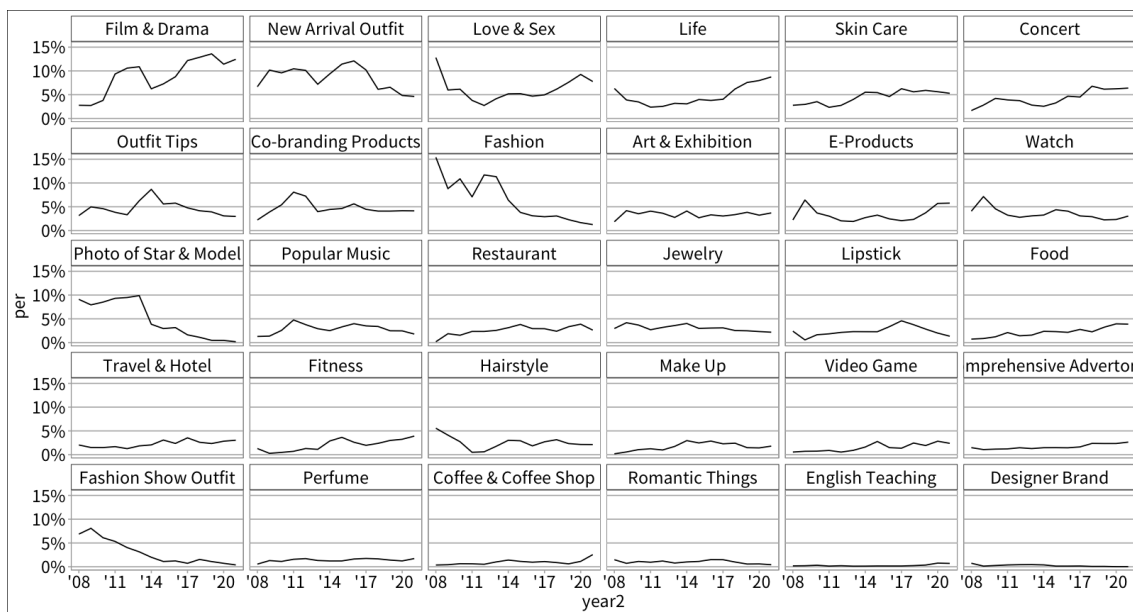 Film & Drama New Arrival Outfit Love & Sex Life Skin Care Concert
15%
10%
5%
0%
Outfit Tips Co-branding Products Fashion Art & Exhibition E-Products Watch
15%
10%
5%
0%
Photo of Star & Model Popular Music Restaurant Jewelry Lipstick Food
15%
10%
5%
0%
per
Travel & Hotel Fitness Hairstyle Make Up Video Game mprehensive Advertor
15%
10%
5%
0%
Fashion Show Outfit Perfume Coffee & Coffee Shop Romantic Things English Teaching Designer Brand
15%
10%
5%
0%
'08 '11 '14 '17 '20 '08 '11 '14 '17 '20 '08 '11 '14 '17 '20 '08 '11 '14 '17 '20 '08 '11 '14 '17 '20 '08 '11 '14 '17 '20
year2